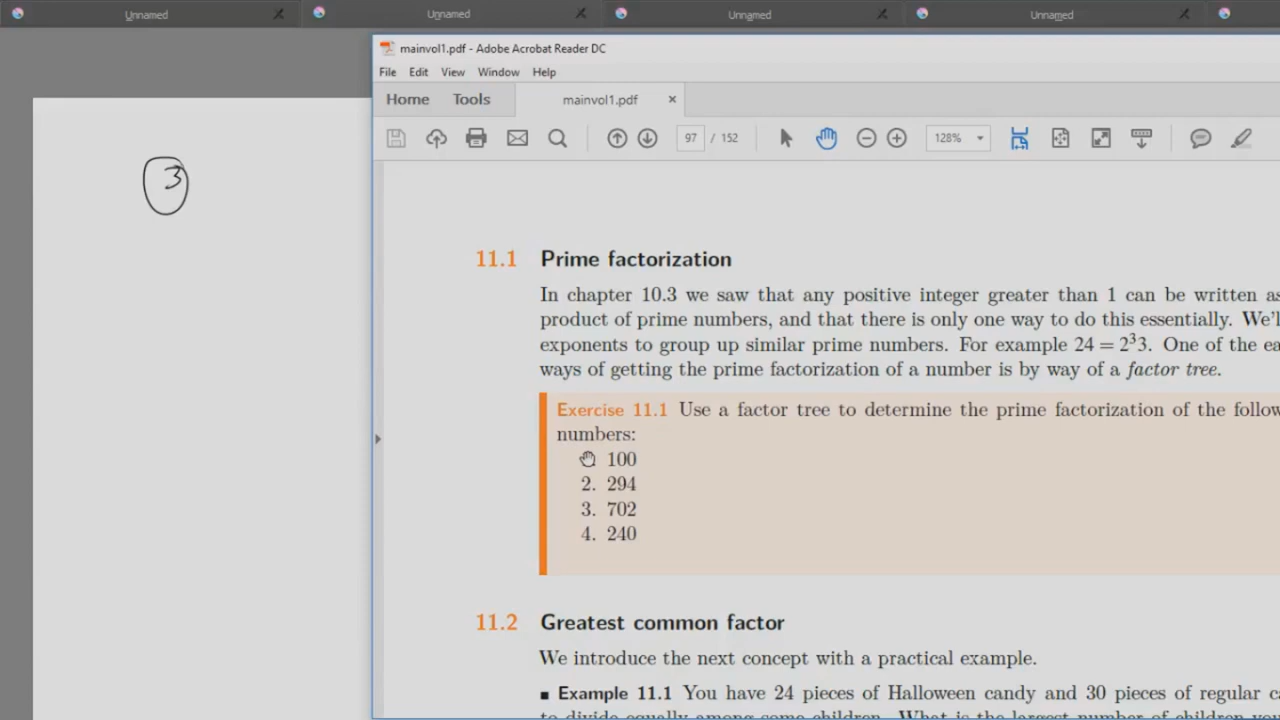 Unnamed Unnamed Unnamed Unnamed
mainvol1.pdf - Adobe Acrobat Reader DC
File Edit View Window Help
Home Tools mainvol1.pdf ×
97 / 152 128%
3
11.1 Prime factorization
In chapter 10.3 we saw that any positive integer greater than 1 can be written as
product of prime numbers, and that there is only one way to do this essentially. We'l
exponents to group up similar prime numbers. For example 24 = 2³3. One of the ea
ways of getting the prime factorization of a number is by way of a factor tree.
Exercise 11.1 Use a factor tree to determine the prime factorization of the follow
numbers:
100
2. 294
3. 702
4. 240
11.2 Greatest common factor
We introduce the next concept with a practical example.
■ Example 11.1 You have 24 pieces of Halloween candy and 30 pieces of regular ca
to divide equally among some children. What is the largest number of children you